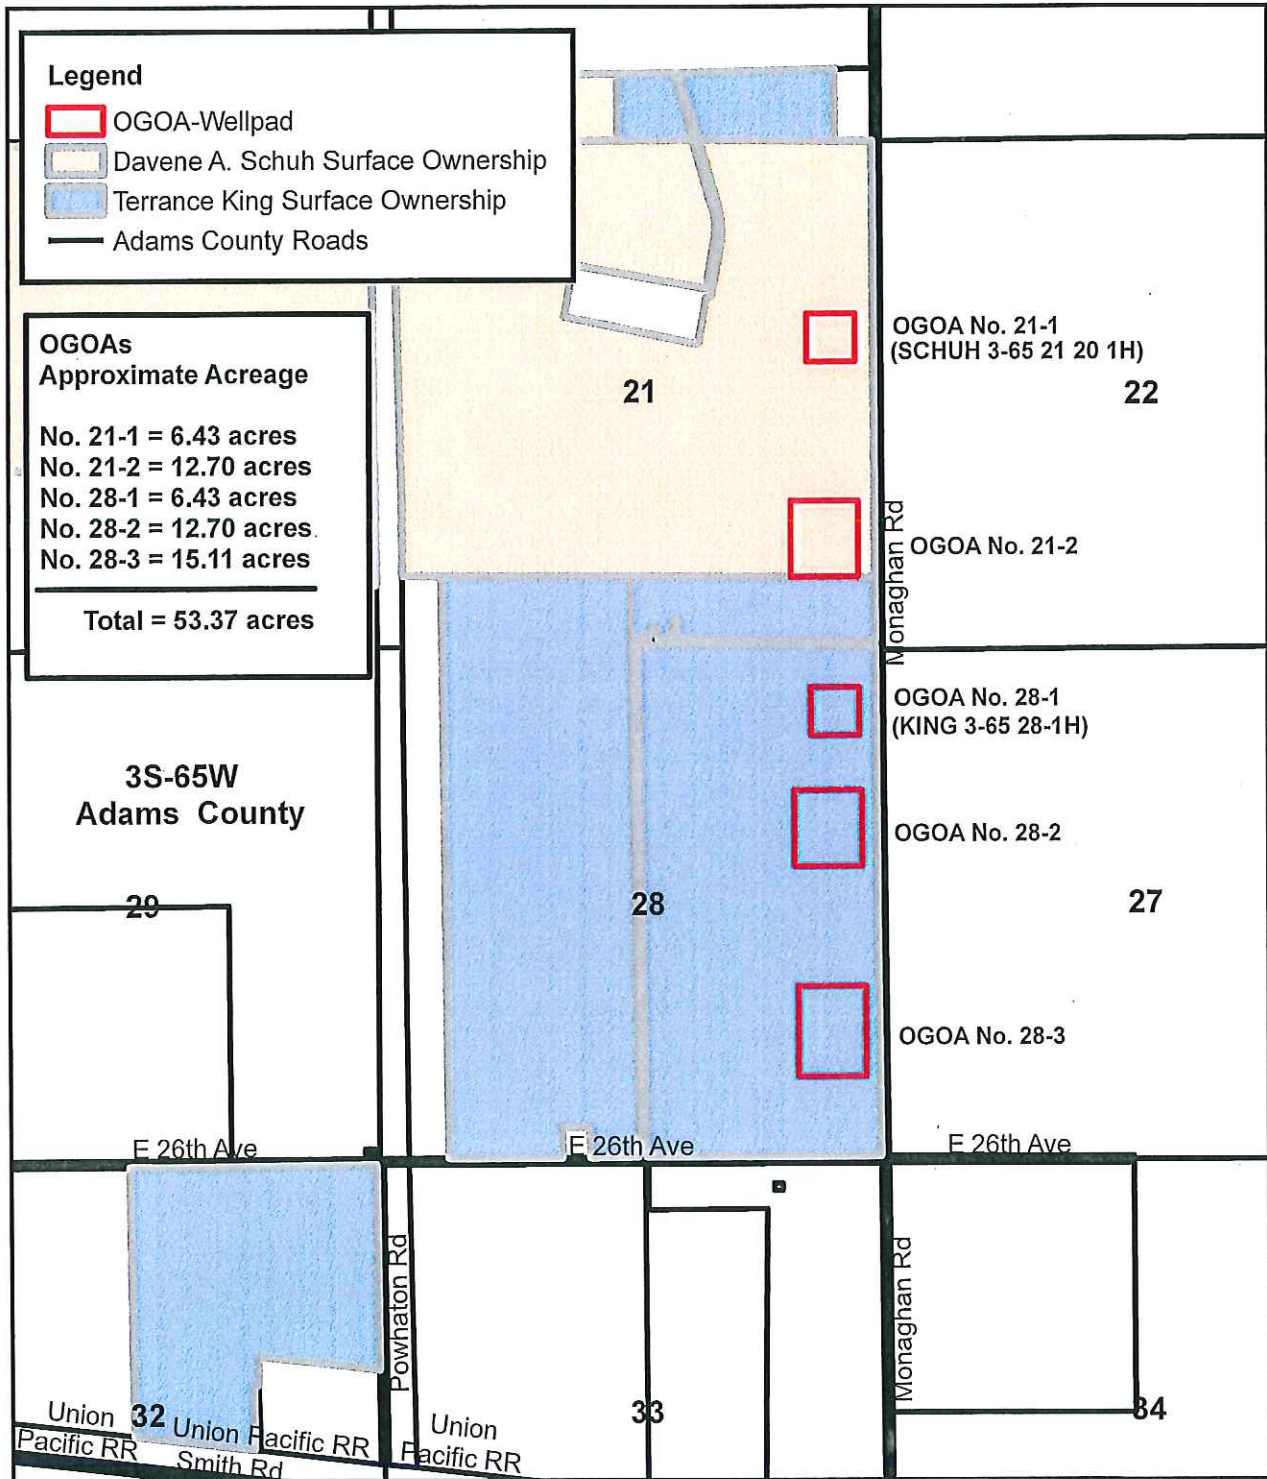 Legend
OGOA-Wellpad
Davene A. Schuh Surface Ownership
Terrance King Surface Ownership
Adams County Roads
OGOAs
Approximate Acreage
No. 21-1 = 6.43 acres
No. 21-2 = 12.70 acres
No. 28-1 = 6.43 acres
No. 28-2 = 12.70 acres
No. 28-3 = 15.11 acres
Total = 53.37 acres
OGOA No. 21-1
(SCHUH 3-65 21 20 1H)
21
22
Monaghan Rd
OGOA No. 21-2
OGOA No. 28-1
(KING 3-65 28-1H)
3S-65W
Adams County
OGOA No. 28-2
29
28
27
OGOA No. 28-3
E 26th Ave
E 26th Ave
E 26th Ave
Powhaton Rd
Monaghan Rd
Union
Pacific RR
32
Union Pacific RR
Smith Rd
Union
Pacific RR
33
34